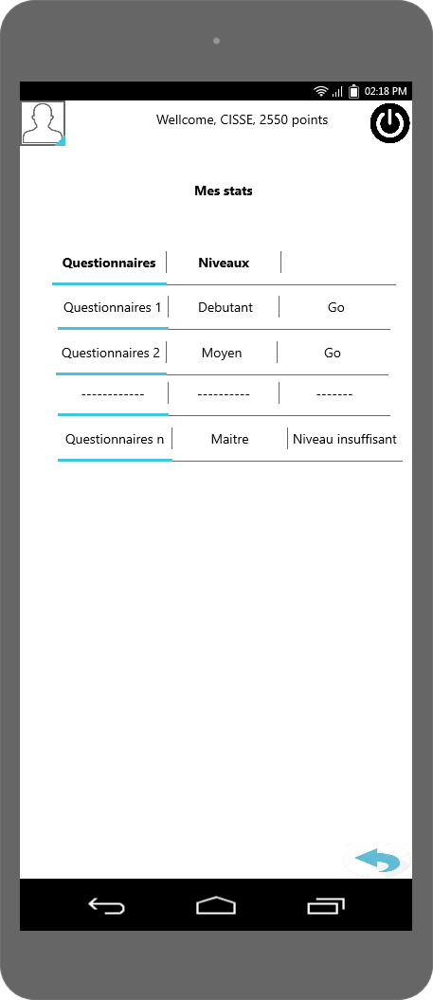 02:18 PM
Wellcome, CISSE, 2550 points
Mes stats
Questionnaires Niveaux
Questionnaires 1 Debutant Go
Questionnaires 2 Moyen Go
------------ ---------- -------
Questionnaires n Maitre Niveau insuffisant